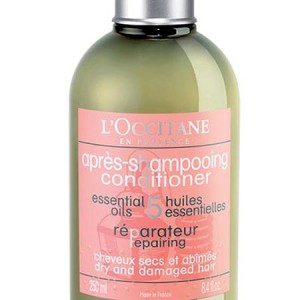 L'OCCITANE
EN PROVENCE
après-shampooing
conditioner
essential 5 huiles
oils essentielles
réparateur
repairing
cheveux secs et abîmés
dry and damaged hair
250 ml 8.4 fl.oz.
Made in France